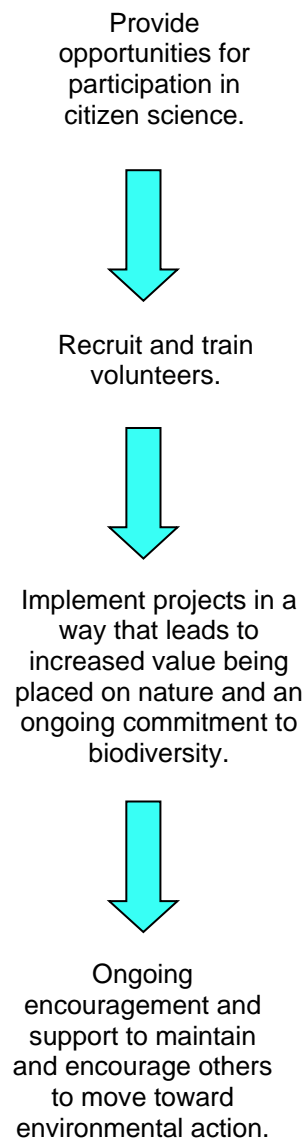 Provide
opportunities for
participation in
citizen science.
Recruit and train
volunteers.
Implement projects in a
way that leads to
increased value being
placed on nature and an
ongoing commitment to
biodiversity.
Ongoing
encouragement and
support to maintain
and encourage others
to move toward
environmental action.